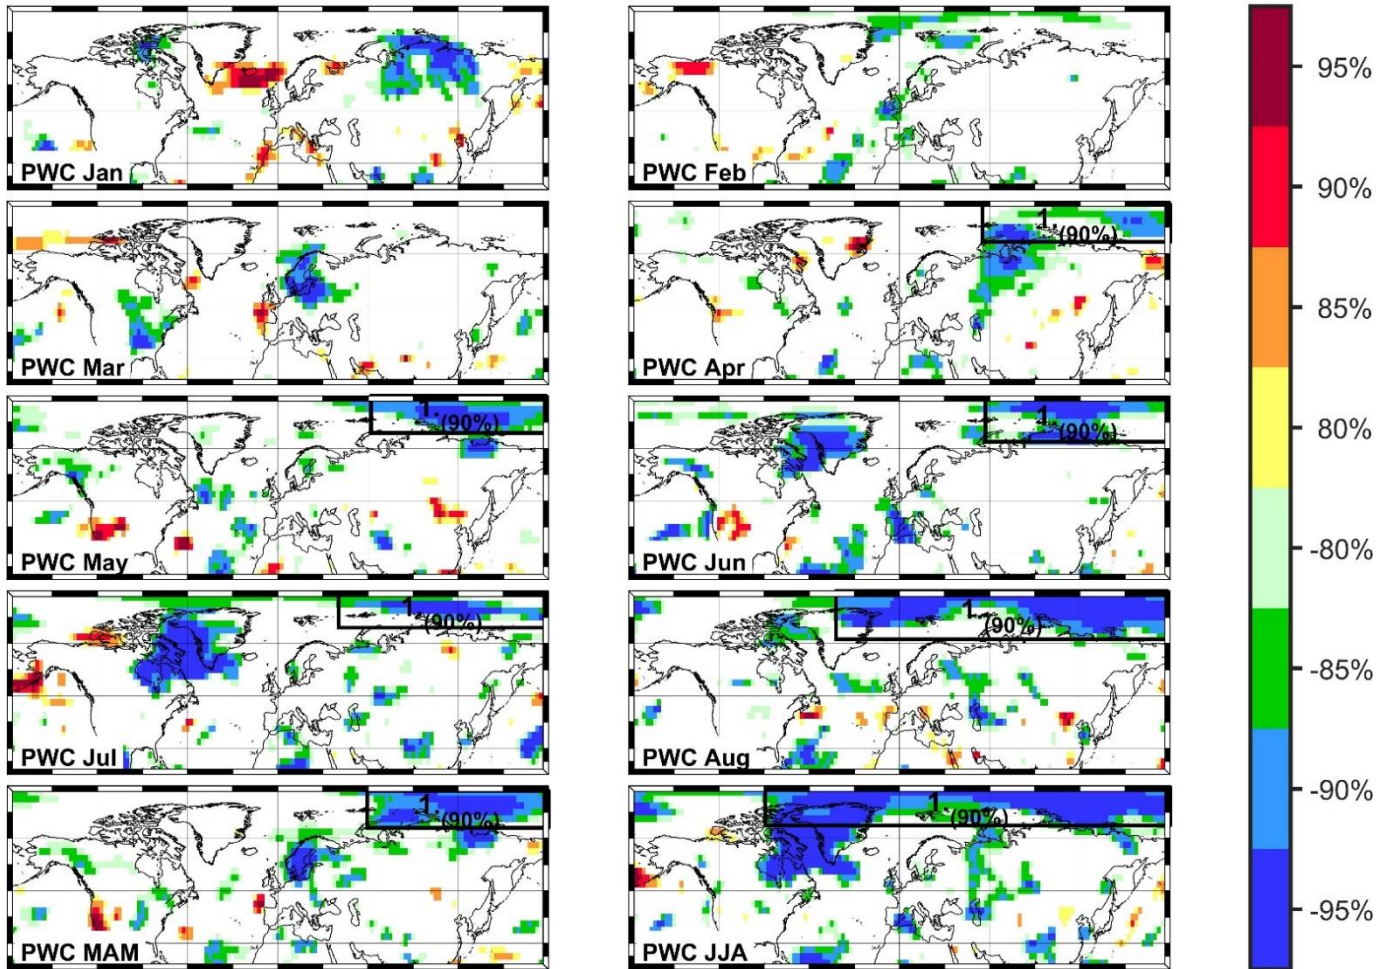 PWC Jan
PWC Feb
95%
90%
85%
80%
-80%
-85%
-90%
-95%
PWC Mar
1.
(90%)
PWC Apr
1.
(90%)
PWC May
1.
(90%)
PWC Jun
1.
(90%)
PWC Jul
1.
(90%)
PWC Aug
1.
(90%)
PWC MAM
1.
(90%)
PWC JJA